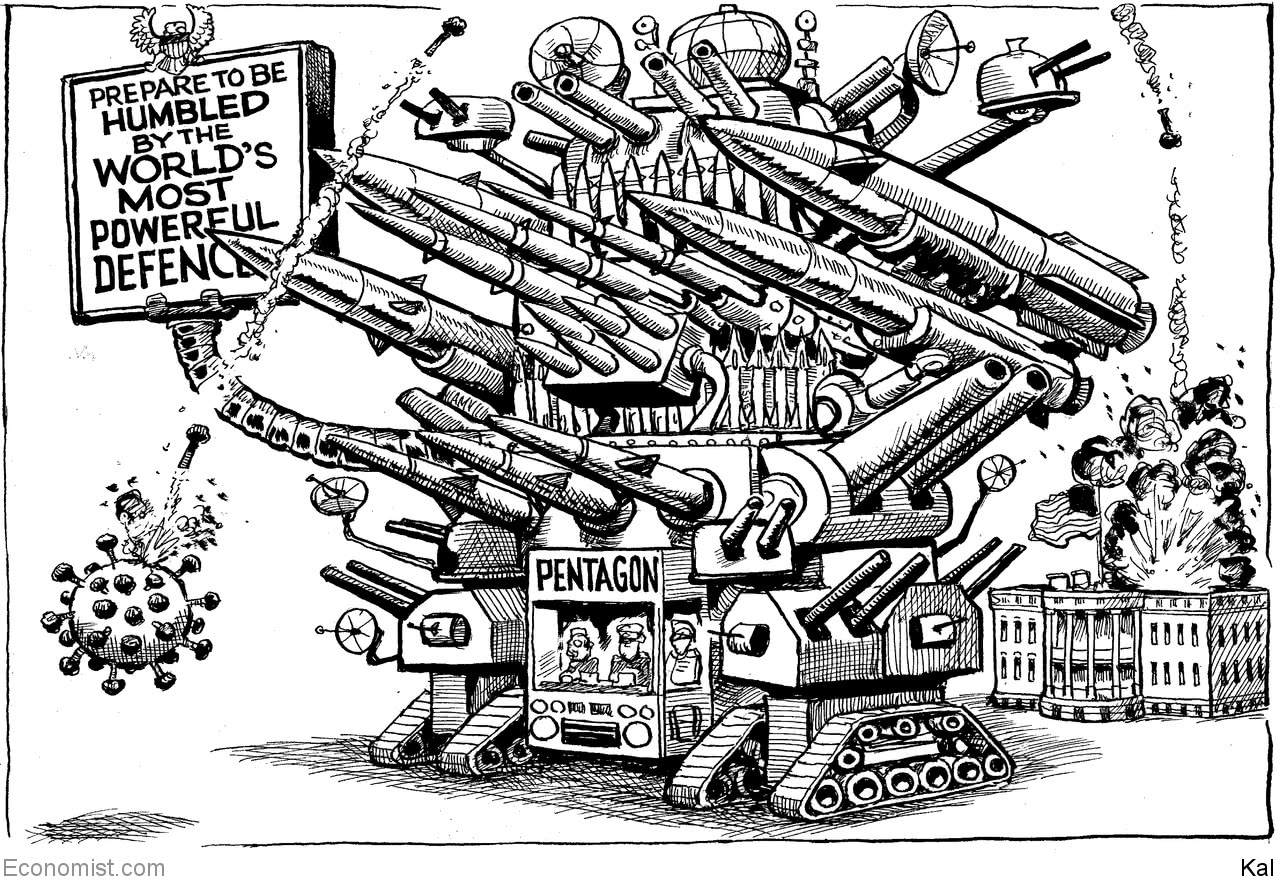 PREPARE TO BE
HUMBLED
BY THE
WORLD'S
MOST
POWERFUL
DEFENCE
PENTAGON
Economist.com
Kal